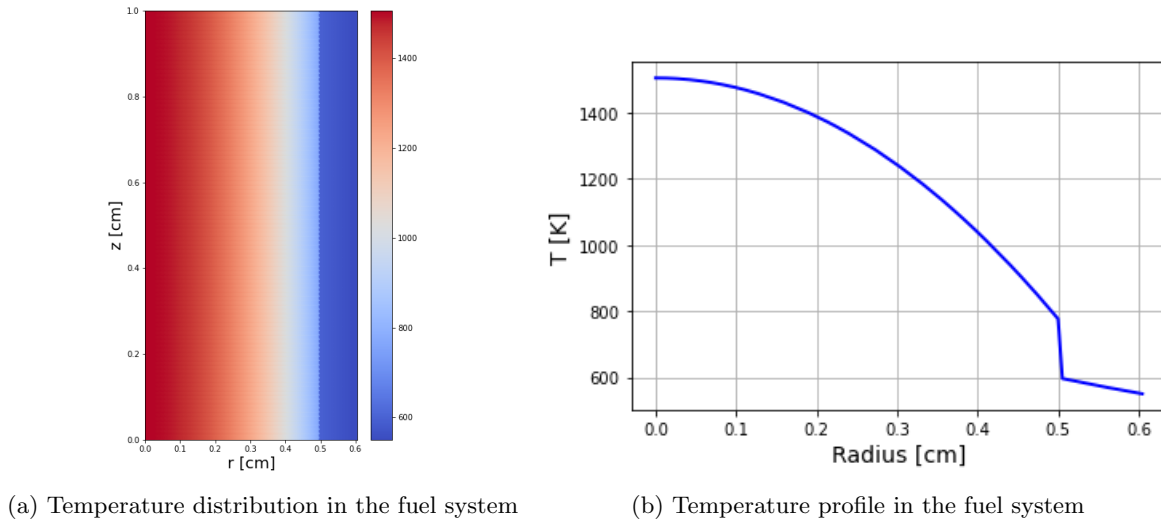 1.0
0.8
0.6
0.4
0.2
0.0
z [cm]
0.0 0.1 0.2 0.3 0.4 0.5 0.6
r [cm]
1400
1200
1000
800
600
1400
1200
1000
800
600
T [K]
0.0 0.1 0.2 0.3 0.4 0.5 0.6
Radius [cm]
(a) Temperature distribution in the fuel system
(b) Temperature profile in the fuel system